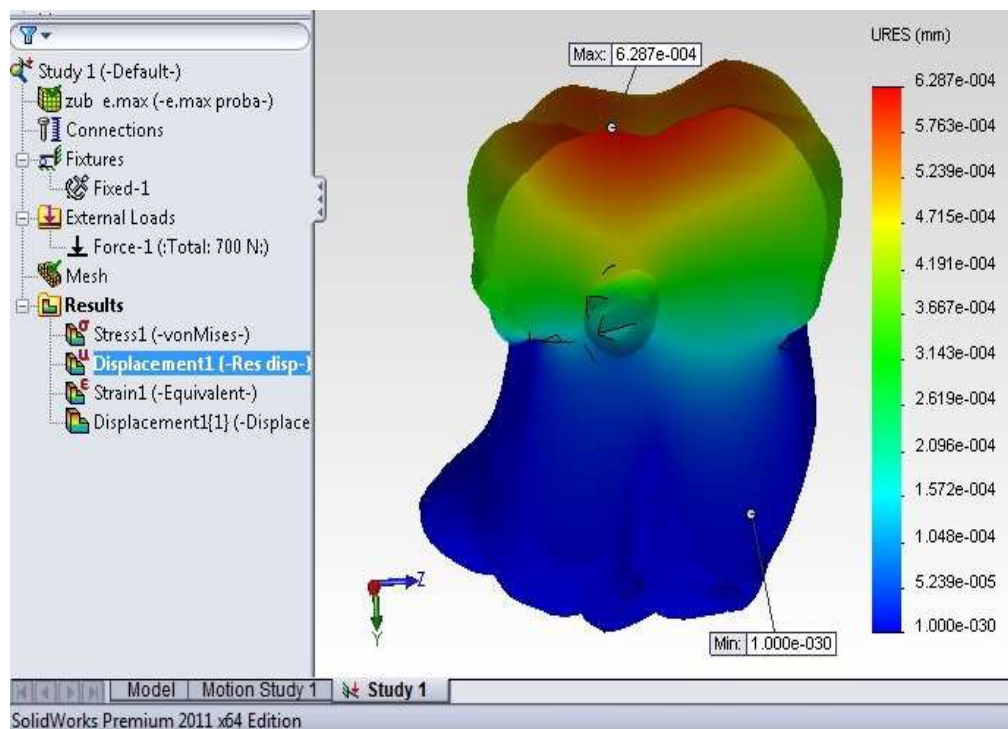 Study 1 (-Default-)
zub e.max (-e.max proba-)
Connections
Fixtures
Fixed-1
External Loads
Force-1 (:Total: 700 N:)
Mesh
Results
Stress1 (-vonMises-)
Displacement1 (-Res disp-)
Strain1 (-Equivalent-)
Displacement1{1} (-Displace
Max: 6.287e-004
Min: 1.000e-030
Z
Y
URES (mm)
6.287e-004
5.763e-004
5.239e-004
4.715e-004
4.191e-004
3.667e-004
3.143e-004
2.619e-004
2.096e-004
1.572e-004
1.048e-004
5.239e-005
1.000e-030
Model Motion Study 1 Study 1
SolidWorks Premium 2011 x64 Edition